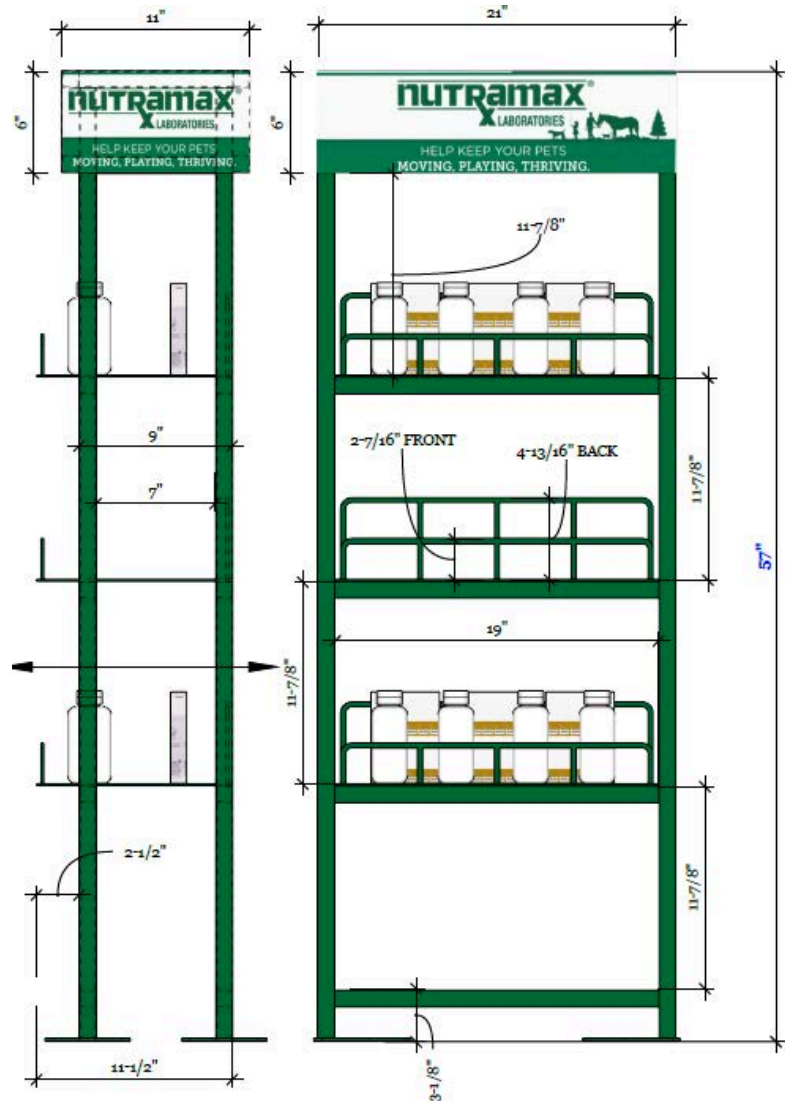 11"
21"
6"
nutramax®
LABORATORIES
HELP KEEP YOUR PETS
MOVING, PLAYING, THRIVING.
6"
nutramax®
LABORATORIES
HELP KEEP YOUR PETS
MOVING, PLAYING, THRIVING.
11-7/8"
9"
2-7/16" FRONT
4-13/16" BACK
11-7/8"
7"
57"
19"
11-7/8"
2-1/2"
11-7/8"
11-1/2"
3-1/8"